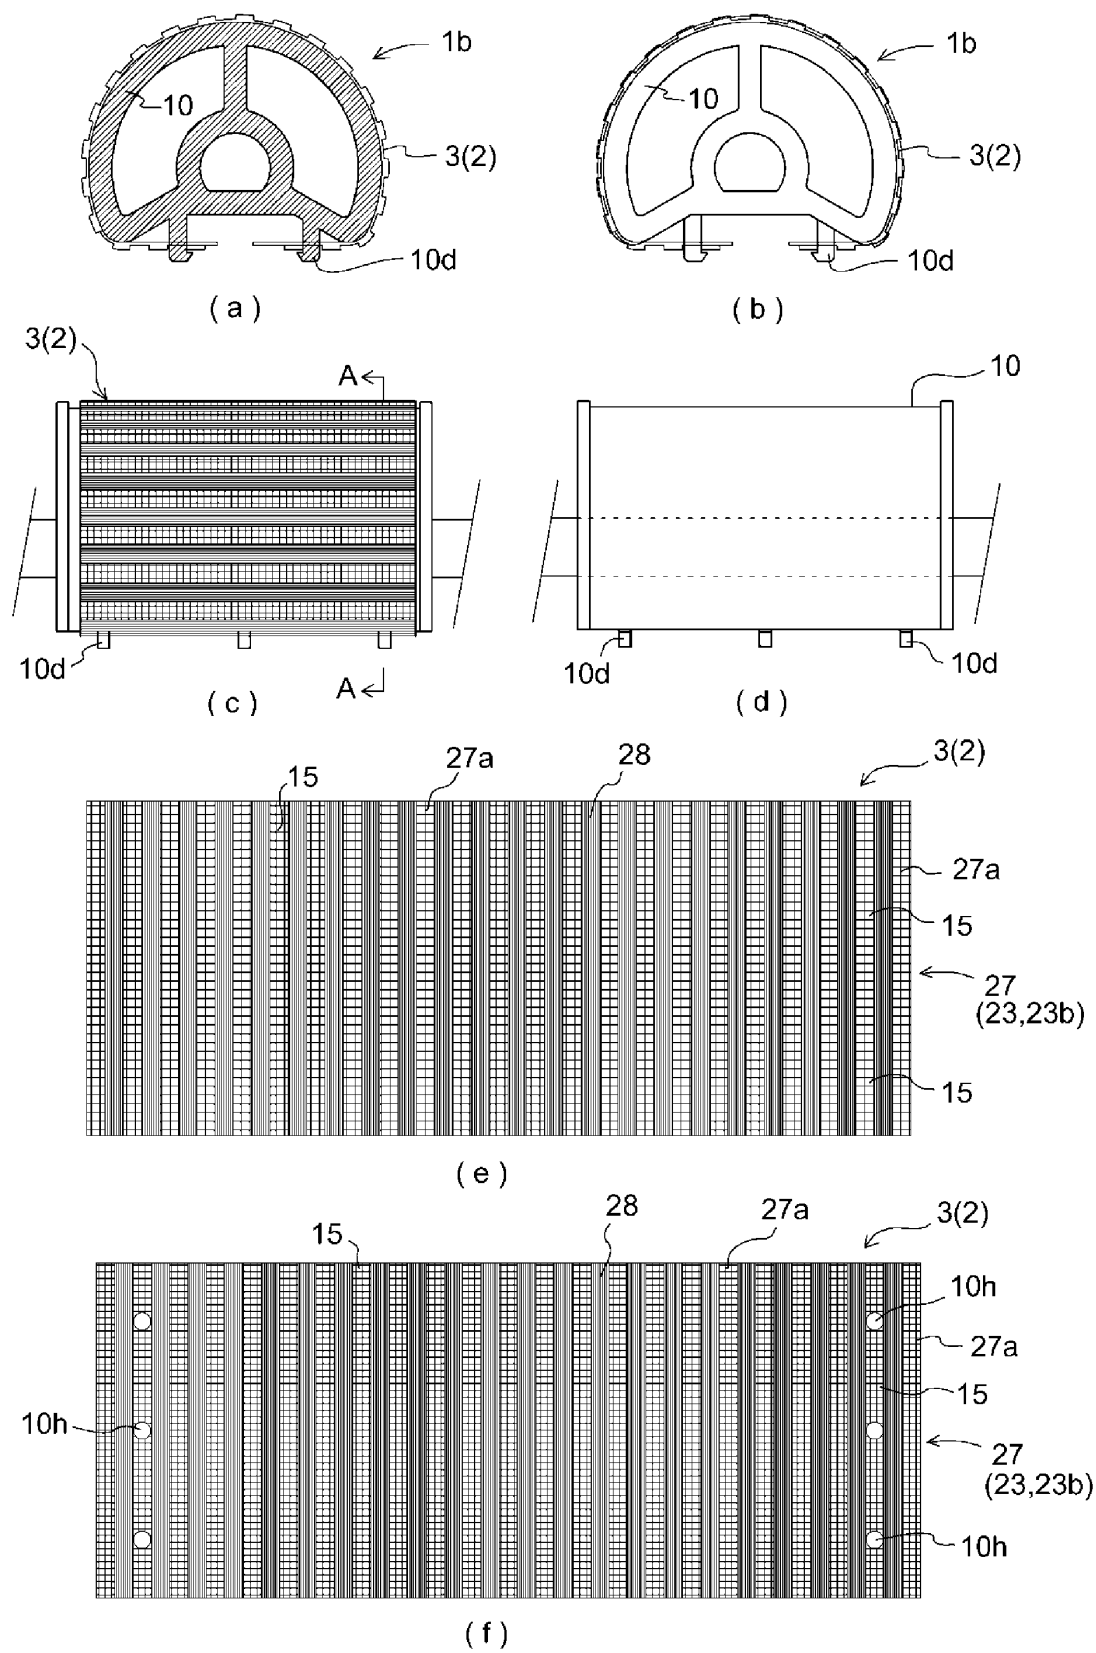 1b
10
3(2)
10d
( a )
1b
10
3(2)
10d
( b )
3(2)
A
10d
A
( c )
10
10d
10d
( d )
15
27a
28
3(2)
27a
15
27
(23,23b)
15
( e )
15
28
27a
3(2)
10h
27a
15
10h
27
(23,23b)
10h
( f )